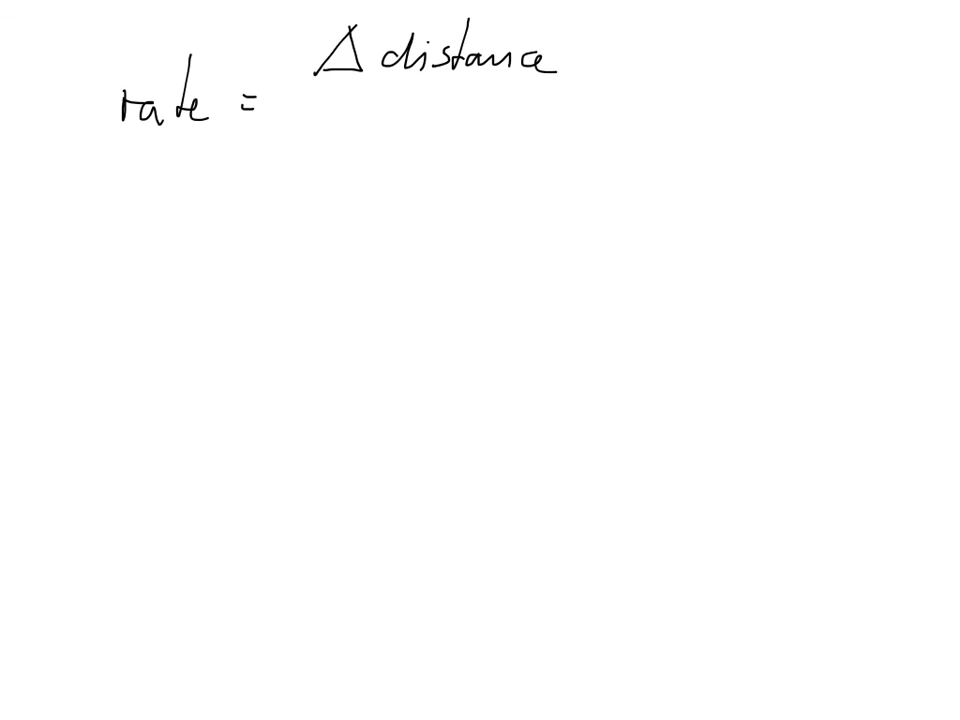 rate = Δ distance